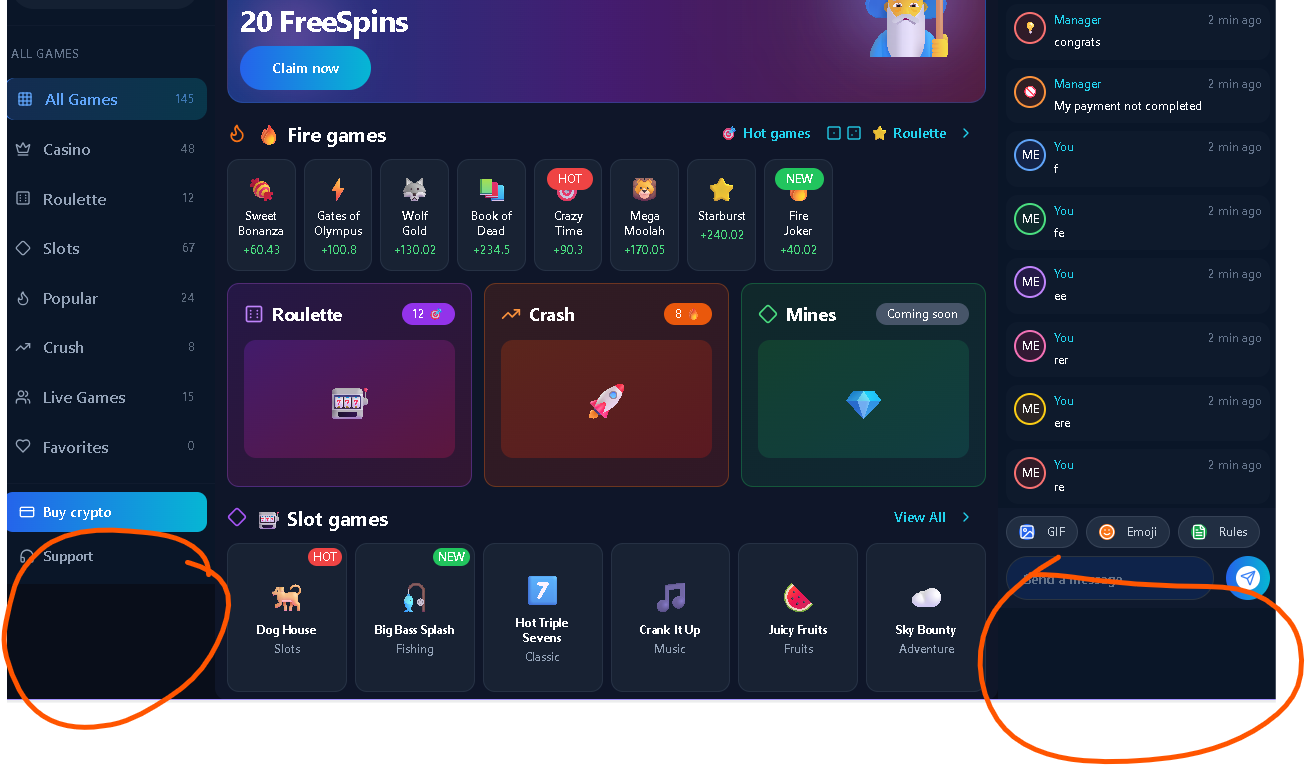 ALL GAMES
All Games 145
Casino 48
Roulette 12
Slots 67
Popular 24
Crush 8
Live Games 15
Favorites 0
Buy crypto
Support
20 FreeSpins
Claim now
Fire games
Hot games
Roulette
Sweet
Bonanza
+60.43
Gates of
Olympus
+100.8
Wolf
Gold
+130.02
Book of
Dead
+234.5
HOT
Crazy
Time
+90.3
Mega
Moolah
+170.05
Starburst
+240.02
NEW
Fire
Joker
+40.02
Roulette 12
777
Crash 8
Mines Coming soon
Slot games
View All
HOT
Dog House
Slots
NEW
Big Bass Splash
Fishing
7
Hot Triple
Sevens
Classic
Crank It Up
Music
Juicy Fruits
Fruits
Sky Bounty
Adventure
Manager 2 min ago
congrats
Manager 2 min ago
My payment not completed
ME You 2 min ago
f
ME You 2 min ago
fe
ME You 2 min ago
ee
ME You 2 min ago
rer
ME You 2 min ago
ere
ME You 2 min ago
re
GIF
Emoji
Rules
Send a message